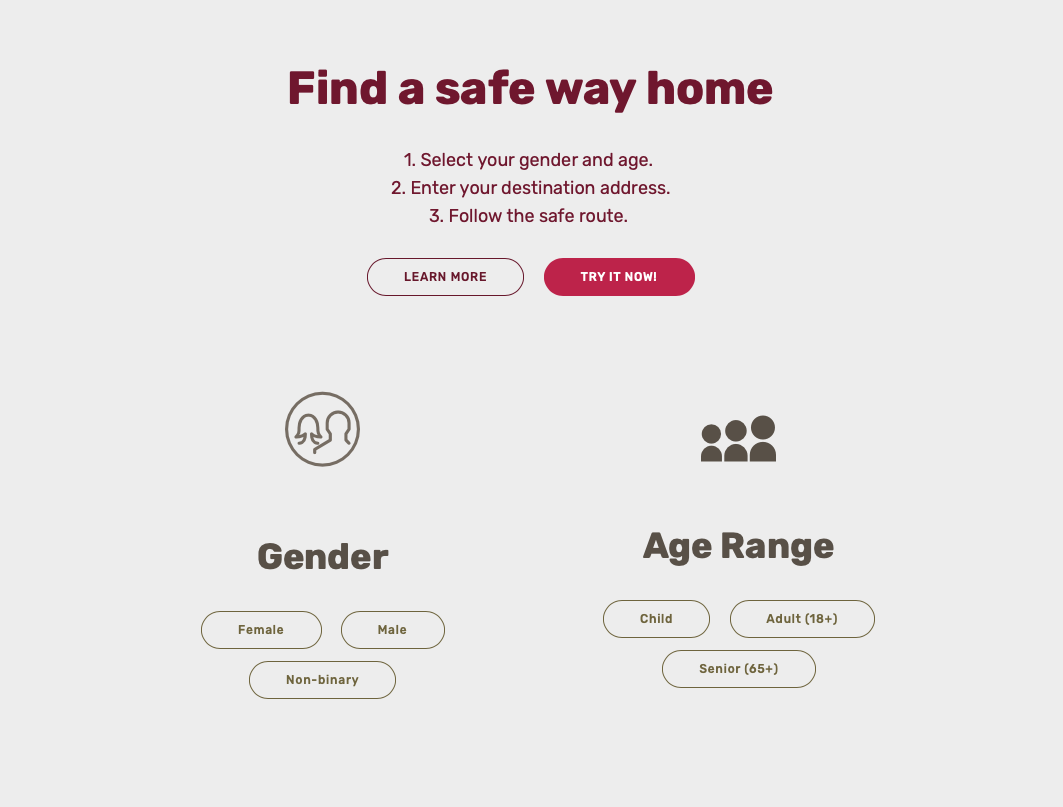 Find a safe way home
1. Select your gender and age.
2. Enter your destination address.
3. Follow the safe route.
LEARN MORE
TRY IT NOW!
Gender
Female
Male
Non-binary
Age Range
Child
Adult (18+)
Senior (65+)